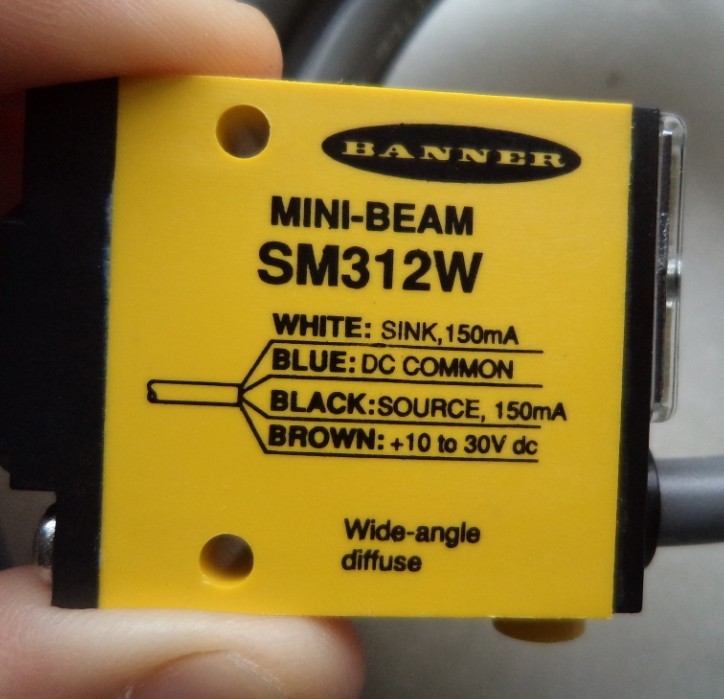 BANNER
MINI-BEAM
SM312W
WHITE: SINK,150mA
BLUE: DC COMMON
BLACK:SOURCE, 150mA
BROWN: +10 to 30V dc
Wide-angle
diffuse